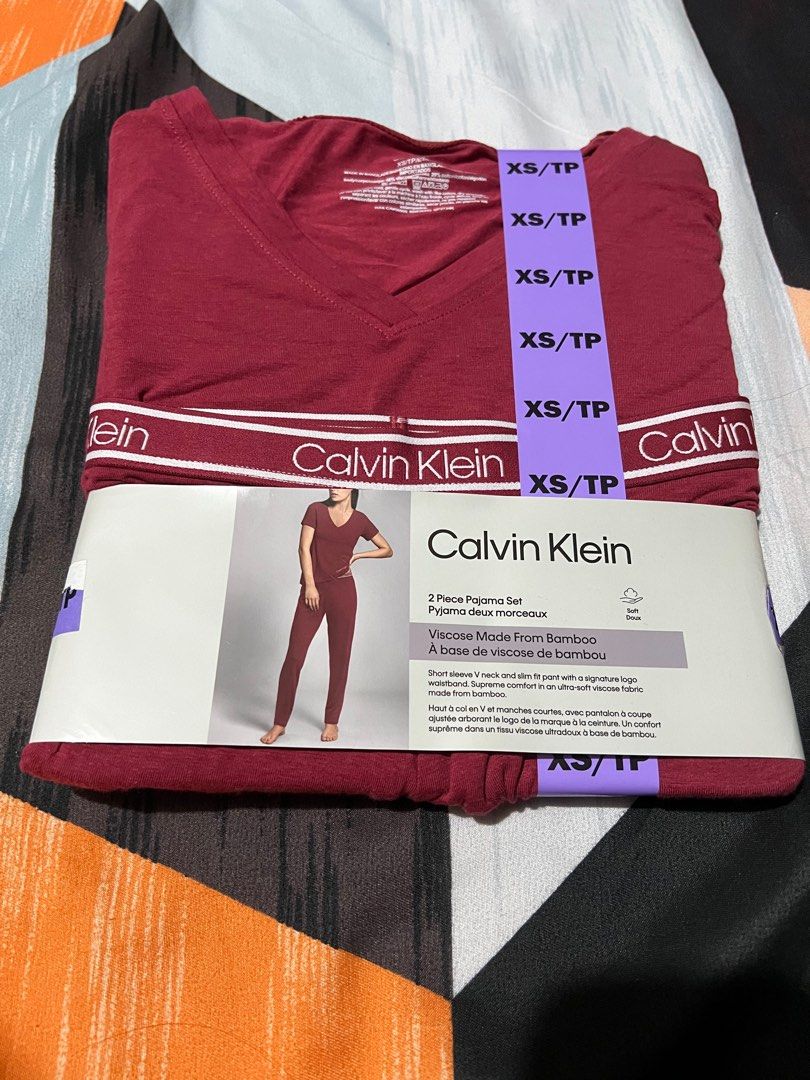 XS/TP
XS/TP
XS/TP
XS/TP
XS/TP
XS/TP
XS/TP
IMPORTADOS
lein
Calvin Klein
Calvin
Calvin Klein
2 Piece Pajama Set
Pyjama deux morceaux
Soft
Doux
Viscose Made From Bamboo
À base de viscose de bambou
Short sleeve V neck and slim fit pant with a signature logo
waistband. Supreme comfort in an ultra-soft viscose fabric
made from bamboo.
Haut à col en V et manches courtes, avec pantalon à coupe
ajustée arborant le logo de la marque à la ceinture. Un confort
suprême dans un tissu viscose ultradoux à base de bambou.
XS/TP